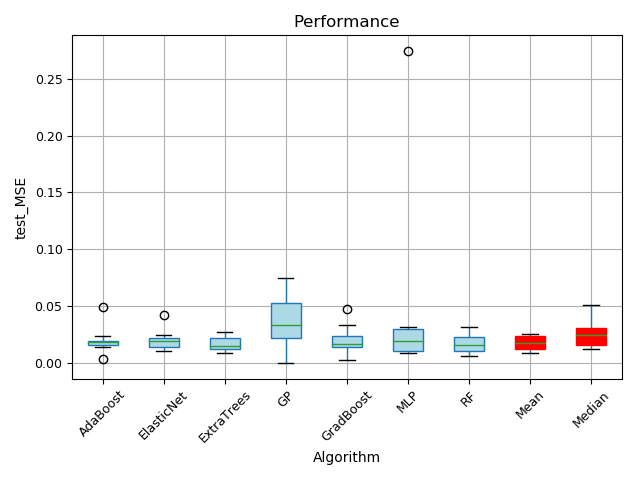 Performance
test_MSE
0.25
0.20
0.15
0.10
0.05
0.00
AdaBoost
ElasticNet
ExtraTrees
GP
GradBoost
MLP
RF
Mean
Median
Algorithm